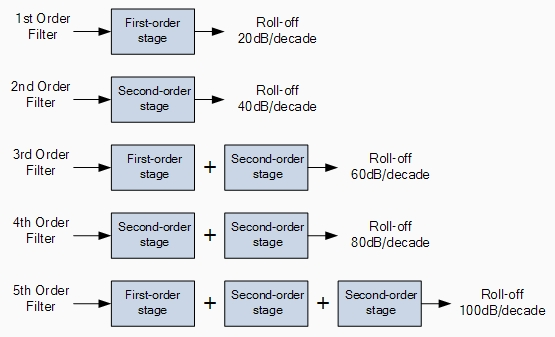 1st Order
Filter
First-order
stage
Roll-off
20dB/decade
2nd Order
Filter
Second-order
stage
Roll-off
40dB/decade
3rd Order
Filter
First-order
stage
+
Second-order
stage
Roll-off
60dB/decade
4th Order
Filter
Second-order
stage
+
Second-order
stage
Roll-off
80dB/decade
5th Order
Filter
First-order
stage
+
Second-order
stage
+
Second-order
stage
Roll-off
100dB/decade